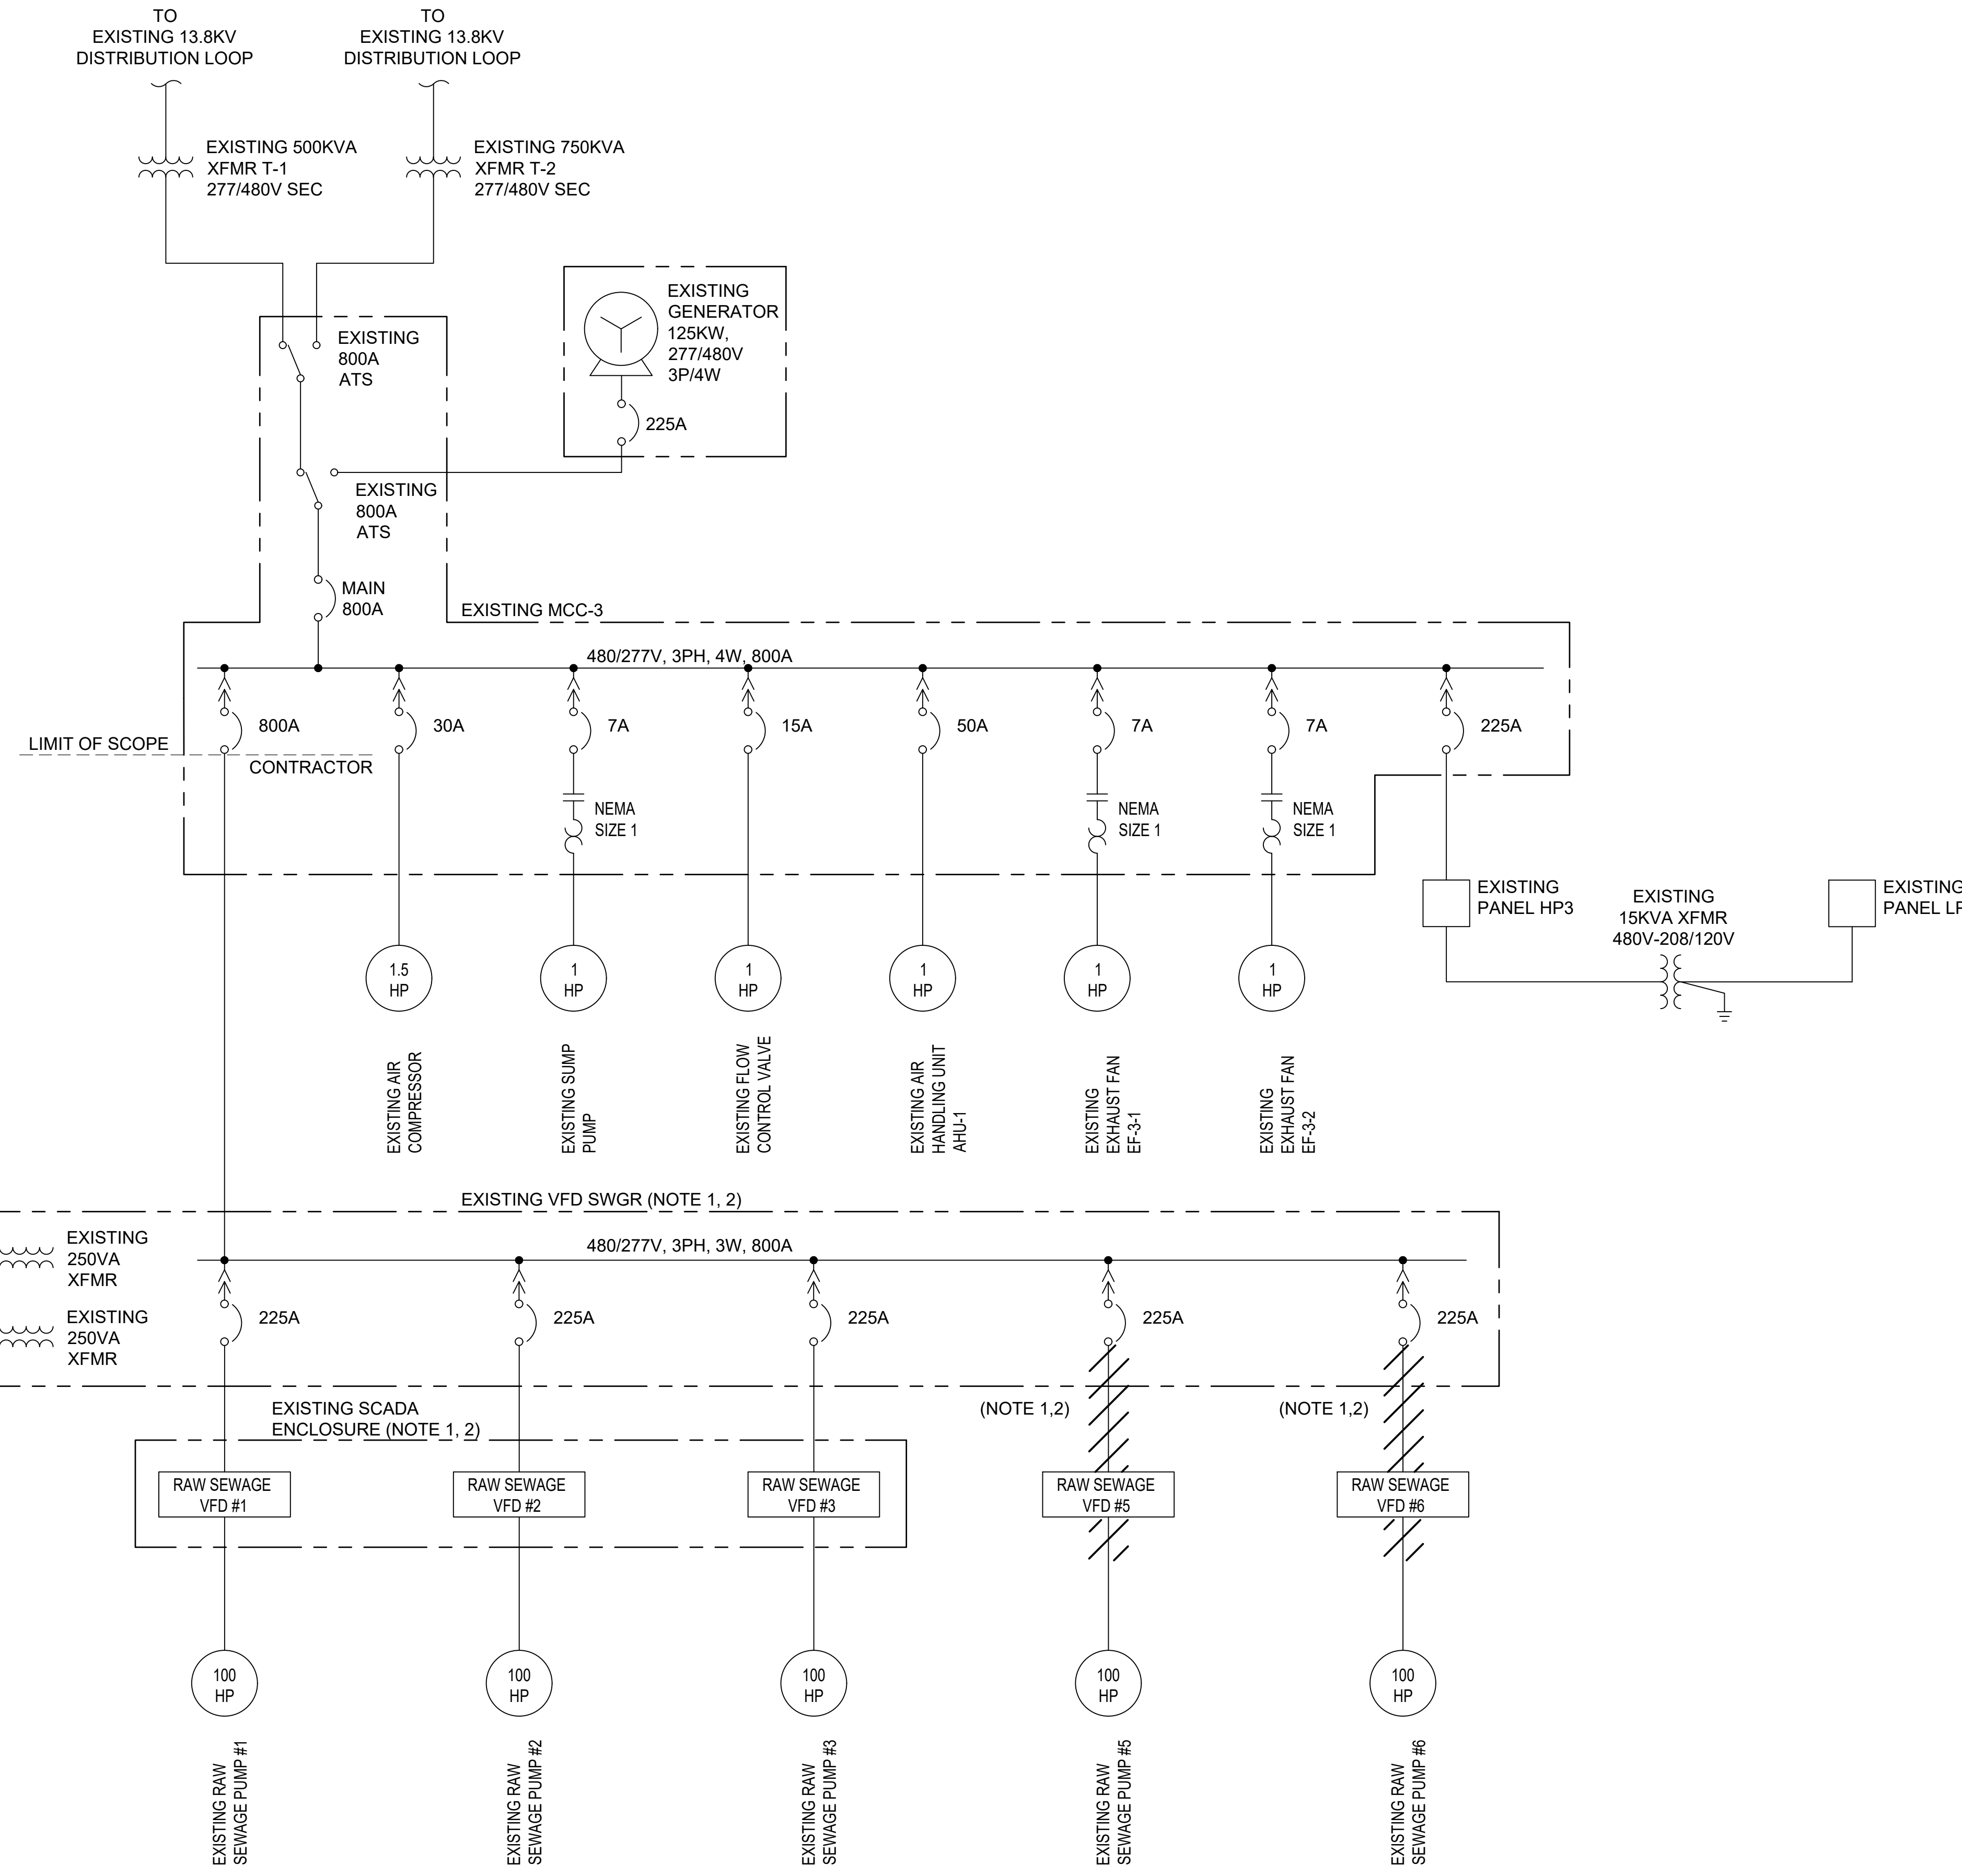 TO
EXISTING 13.8KV
DISTRIBUTION LOOP
TO
EXISTING 13.8KV
DISTRIBUTION LOOP
EXISTING 500KVA
XFMR T-1
277/480V SEC
EXISTING 750KVA
XFMR T-2
277/480V SEC
EXISTING
800A
ATS
EXISTING
GENERATOR
125KW,
277/480V
3P/4W
225A
EXISTING
800A
ATS
MAIN
800A
EXISTING MCC-3
480/277V, 3PH, 4W, 800A
800A
30A
7A
15A
50A
7A
7A
225A
LIMIT OF SCOPE
CONTRACTOR
NEMA
SIZE 1
NEMA
SIZE 1
NEMA
SIZE 1
EXISTING
PANEL HP3
EXISTING
15KVA XFMR
480V-208/120V
EXISTING
PANEL
1.5
HP
1
HP
1
HP
1
HP
1
HP
1
HP
EXISTING AIR
COMPRESSOR
EXISTING SUMP
PUMP
EXISTING FLOW
CONTROL VALVE
EXISTING AIR
HANDLING UNIT
AHU-1
EXISTING
EXHAUST FAN
EF-3-1
EXISTING
EXHAUST FAN
EF-3-2
EXISTING VFD SWGR (NOTE 1, 2)
EXISTING
250VA
XFMR
480/277V, 3PH, 3W, 800A
EXISTING
250VA
XFMR
225A
225A
225A
225A
225A
EXISTING SCADA
ENCLOSURE (NOTE 1, 2)
(NOTE 1,2)
(NOTE 1,2)
RAW SEWAGE
VFD #1
RAW SEWAGE
VFD #2
RAW SEWAGE
VFD #3
RAW SEWAGE
VFD #5
RAW SEWAGE
VFD #6
100
HP
100
HP
100
HP
100
HP
100
HP
EXISTING RAW
SEWAGE PUMP #1
EXISTING RAW
SEWAGE PUMP #2
EXISTING RAW
SEWAGE PUMP #3
EXISTING RAW
SEWAGE PUMP #5
EXISTING RAW
SEWAGE PUMP #6